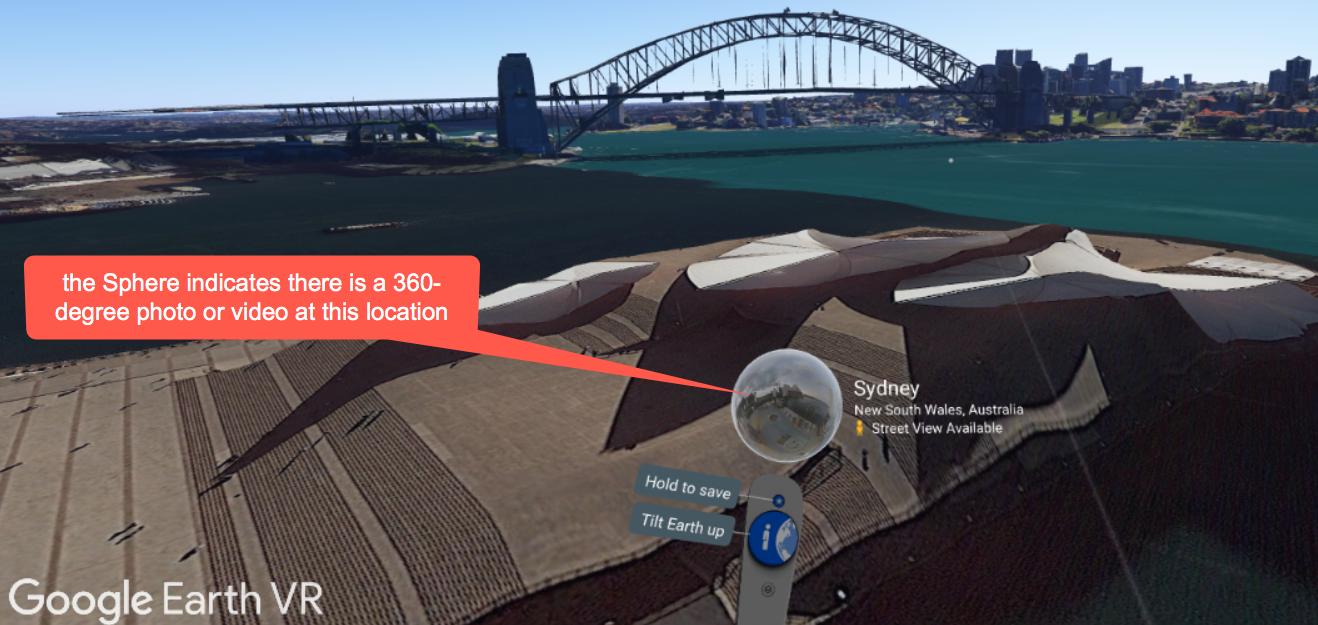 the Sphere indicates there is a 360-
degree photo or video at this location
Sydney
New South Wales, Australia
Street View Available
Hold to save
Tilt Earth up
Google Earth VR